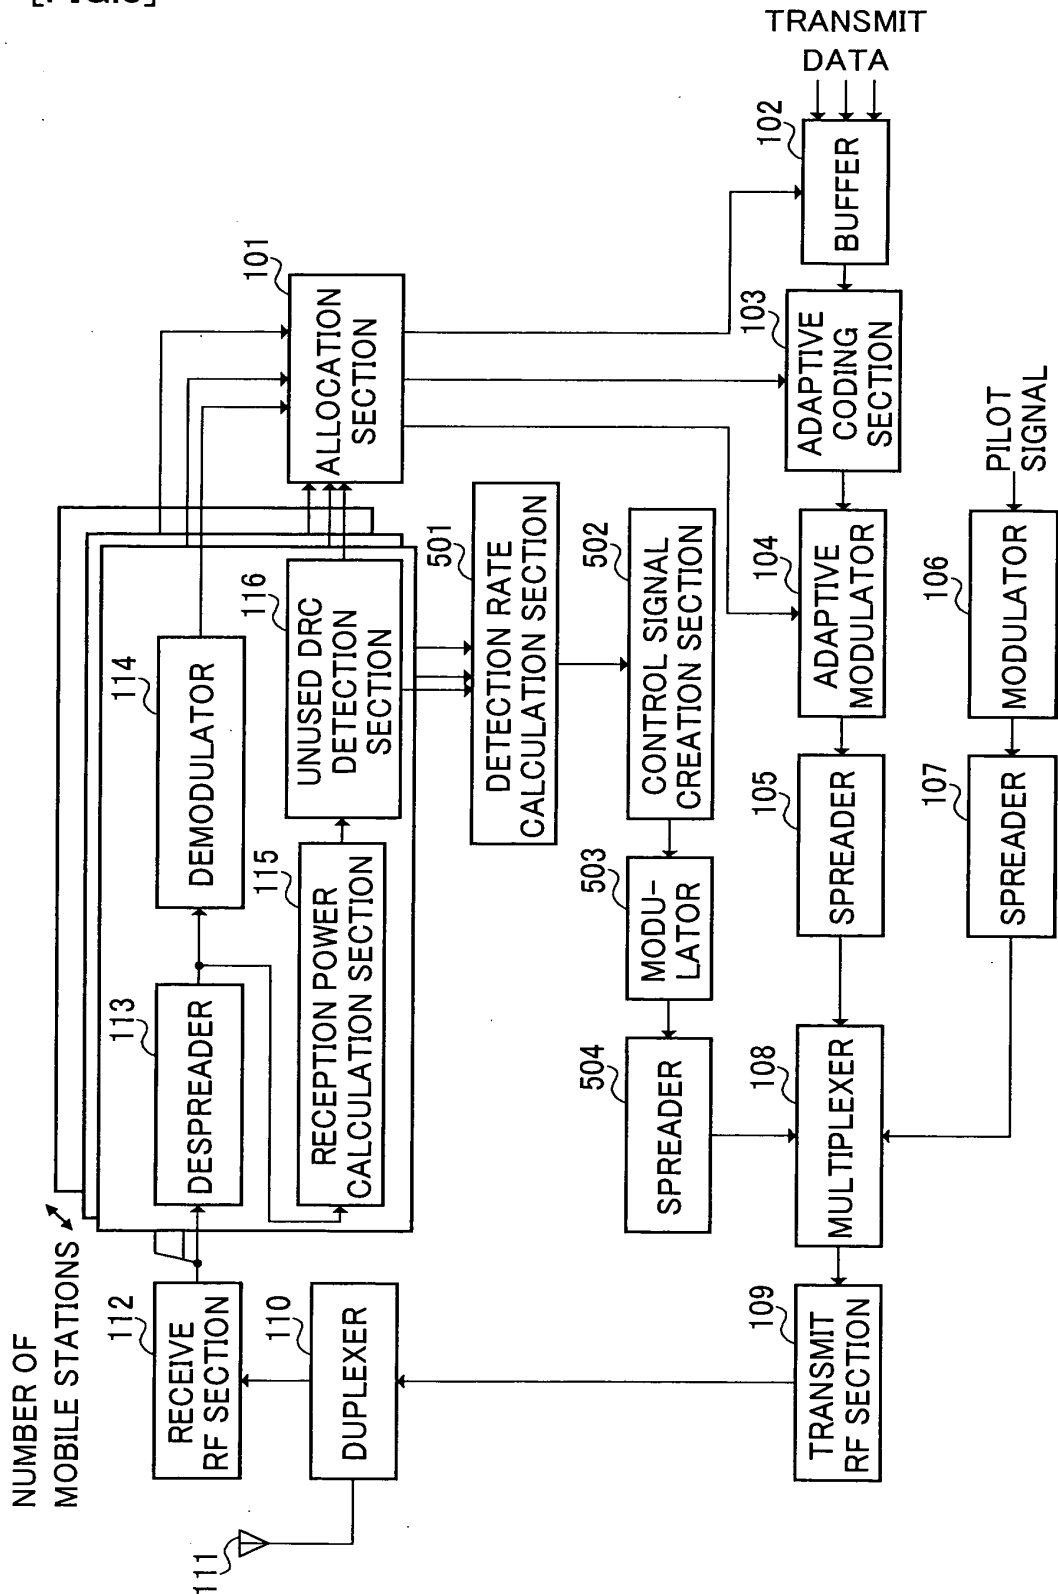 TRANSMIT
DATA
102
BUFFER
101
ALLOCATION
SECTION
103
ADAPTIVE
CODING
SECTION
PILOT
SIGNAL
114
DEMODULATOR
116
UNUSED DRC
DETECTION
SECTION
501
DETECTION RATE
CALCULATION SECTION
502
CONTROL SIGNAL
CREATION SECTION
104
ADAPTIVE
MODULATOR
106
MODULATOR
113
DESPREADER
115
RECEPTION POWER
CALCULATION SECTION
503
MODU-
LATOR
105
SPREADER
107
SPREADER
504
SPREADER
108
MULTIPLEXER
NUMBER OF
MOBILE STATIONS
112
RECEIVE
RF SECTION
110
DUPLEXER
109
TRANSMIT
RF SECTION
111